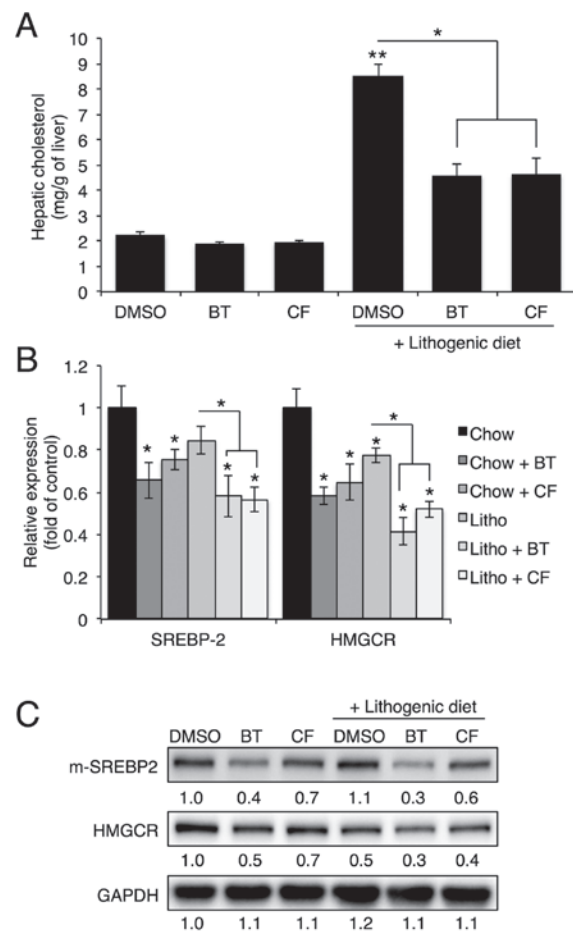 A
Hepatic cholesterol
(mg/g of liver)
10
9
8
7
6
5
4
3
2
1
0
**
*
DMSO BT CF DMSO BT CF
+ Lithogenic diet
B
Relative expression
(fold of control)
1.2
1
0.8
0.6
0.4
0.2
0
* * * * *
* * * * * *
SREBP-2 HMGCR
Chow
Chow + BT
Chow + CF
Litho
Litho + BT
Litho + CF
C
+ Lithogenic diet
DMSO BT CF DMSO BT CF
m-SREBP2
1.0 0.4 0.7 1.1 0.3 0.6
HMGCR
1.0 0.5 0.7 0.5 0.3 0.4
GAPDH
1.0 1.1 1.1 1.2 1.1 1.1